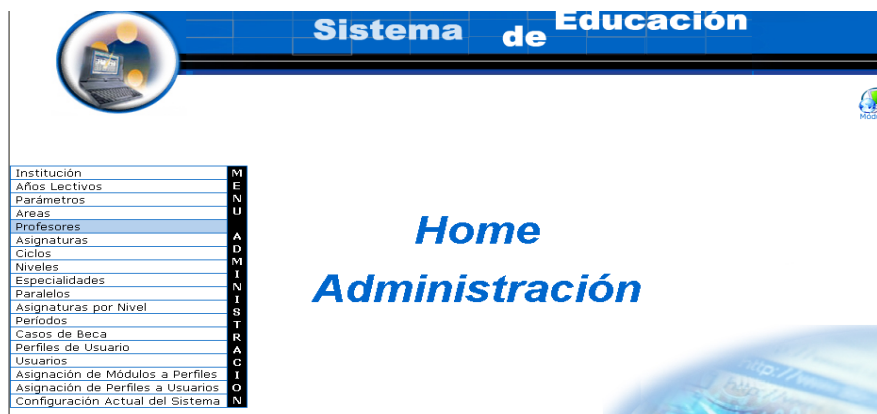 Sistema de Educación
Institución
Años Lectivos
Parámetros
Areas
Profesores
Asignaturas
Ciclos
Niveles
Especialidades
Paralelos
Asignaturas por Nivel
Períodos
Casos de Beca
Perfiles de Usuario
Usuarios
Asignación de Módulos a Perfiles
Asignación de Perfiles a Usuarios
Configuración Actual del Sistema
MENU ADMINISTRACION
Home
Administración
http://